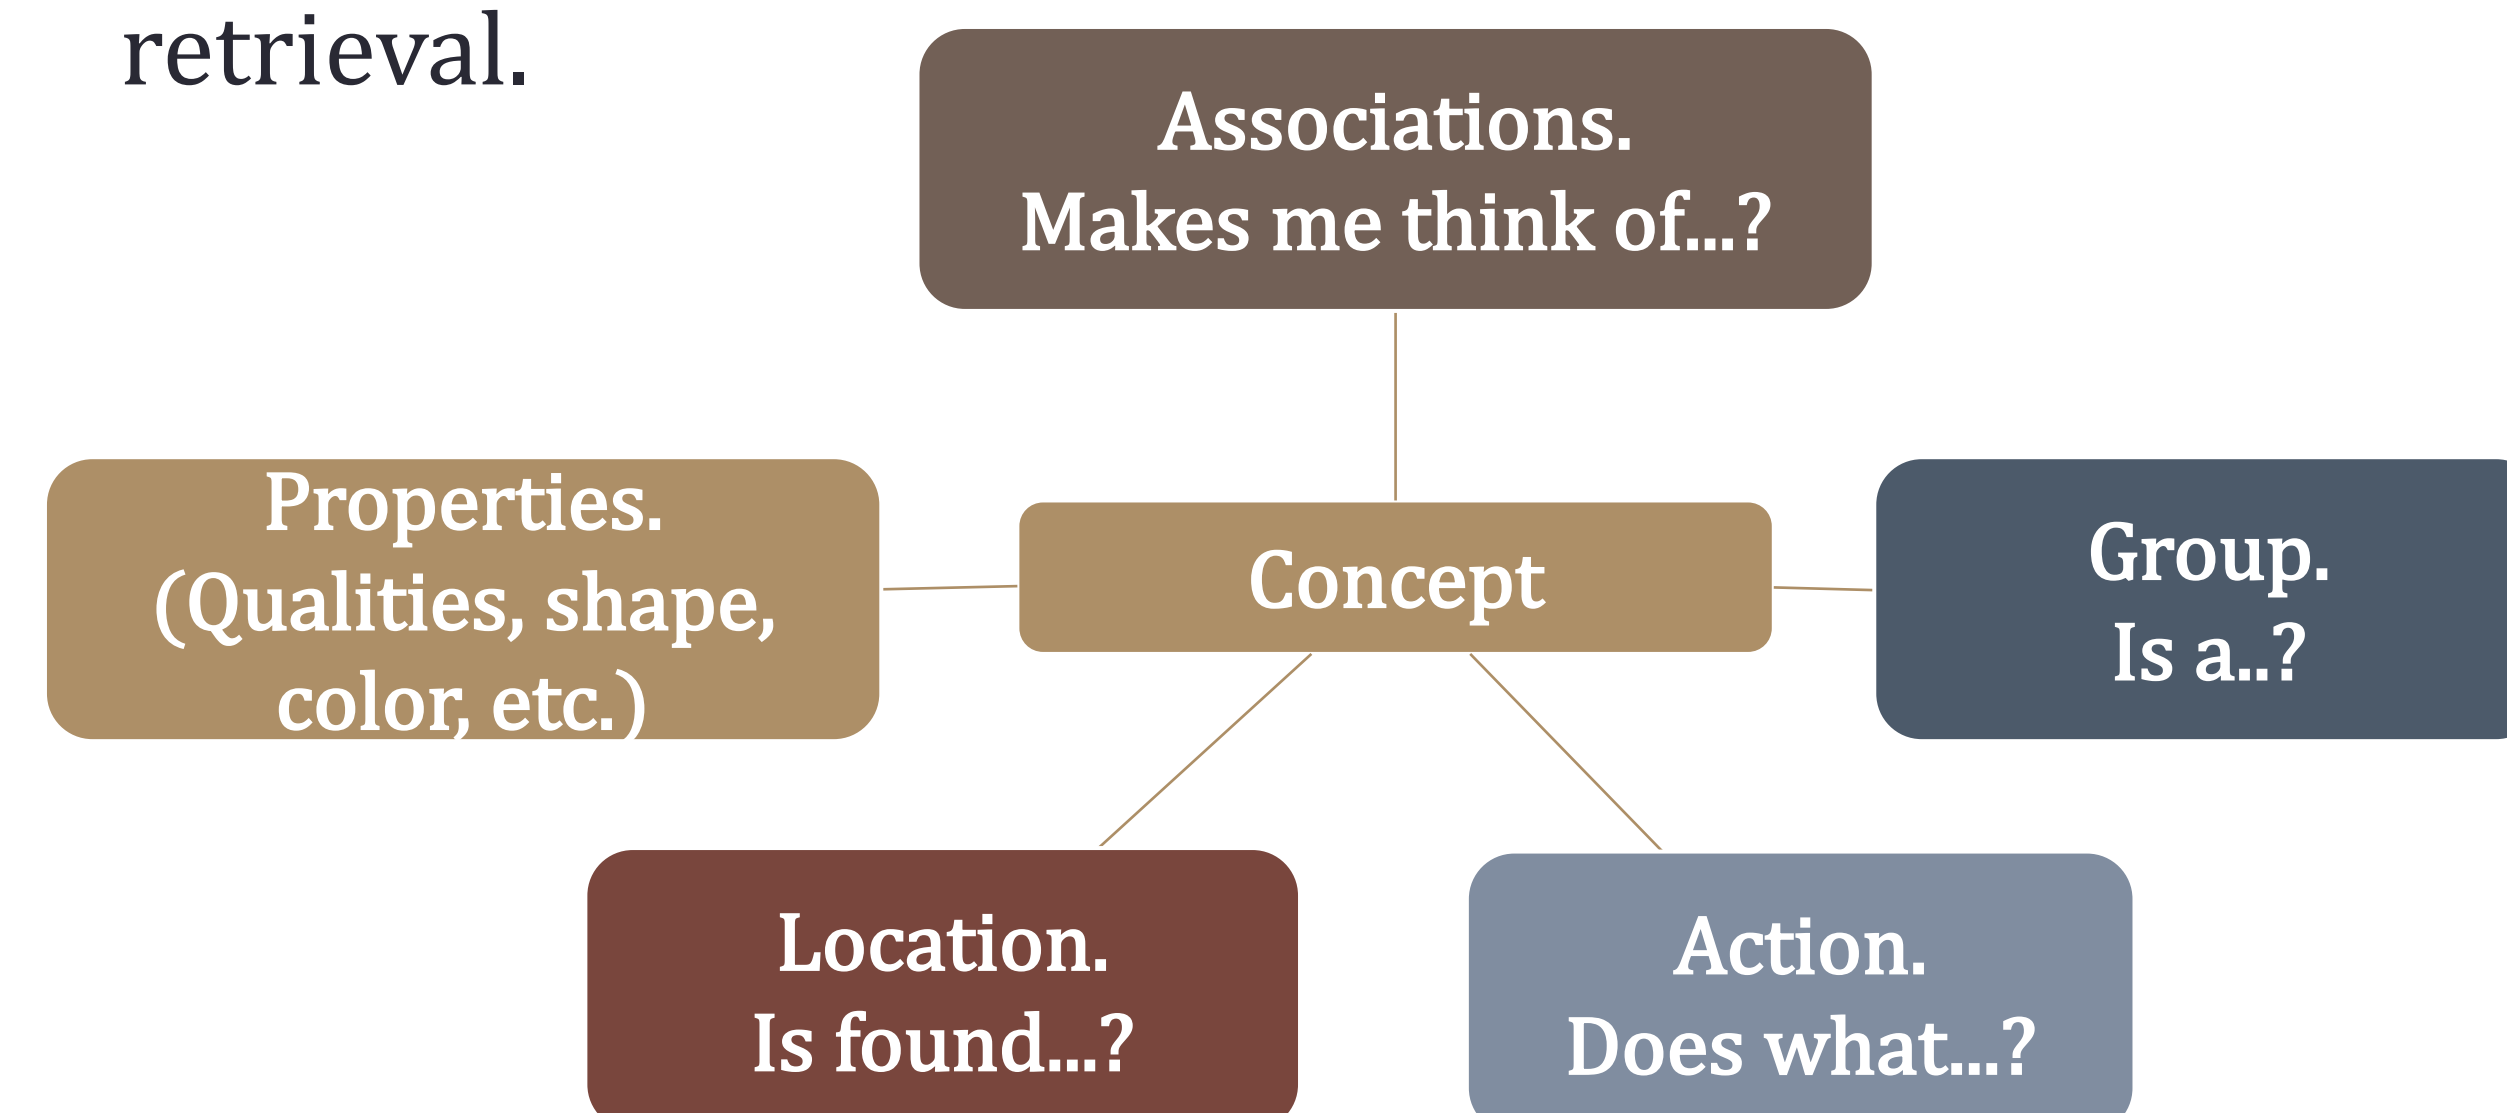 retrieval.
Associations.
Makes me think of…?
Properties.
(Qualities, shape,
color, etc.)
Concept
Group.
Is a…?
Location.
Is found….?
Action.
Does what….?